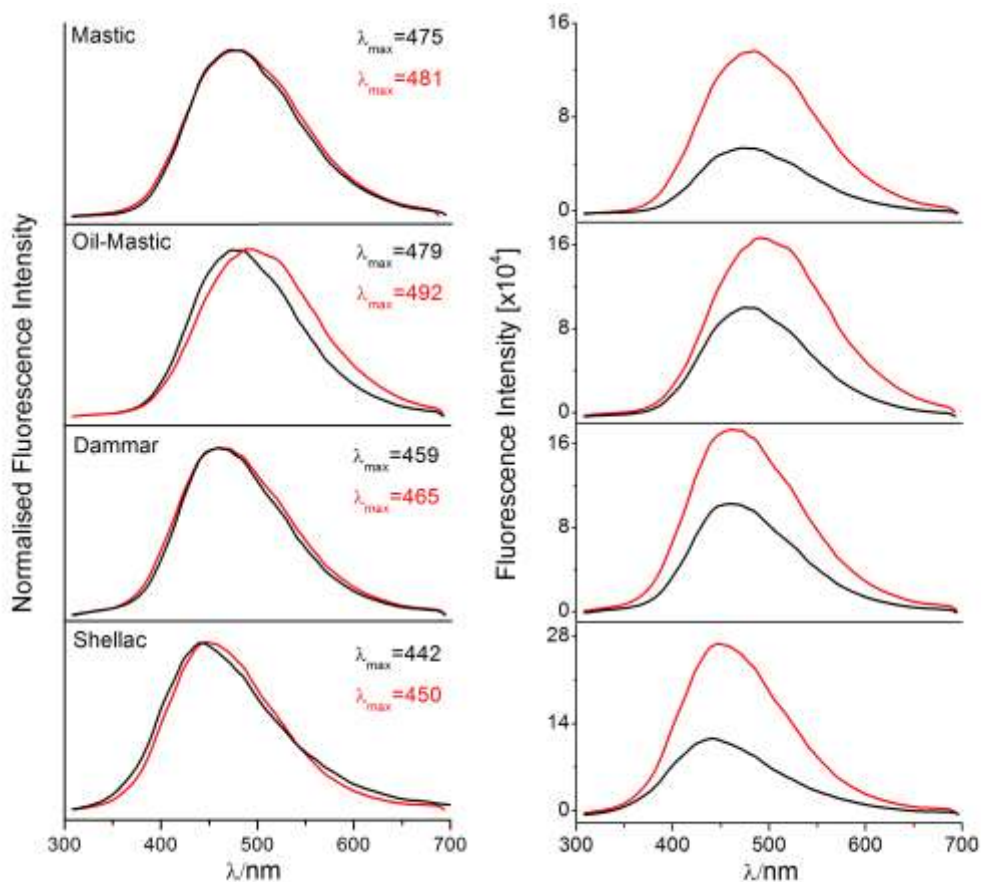 Mastic
λmax=475
λmax=481
Oil-Mastic
λmax=479
λmax=492
Dammar
λmax=459
λmax=465
Shellac
λmax=442
λmax=450
Normalised Fluorescence Intensity
300 400 500 600 700
λ/nm
Fluorescence Intensity [x10⁴]
16
8
0
16
8
0
16
8
0
28
14
0
300 400 500 600 700
λ/nm